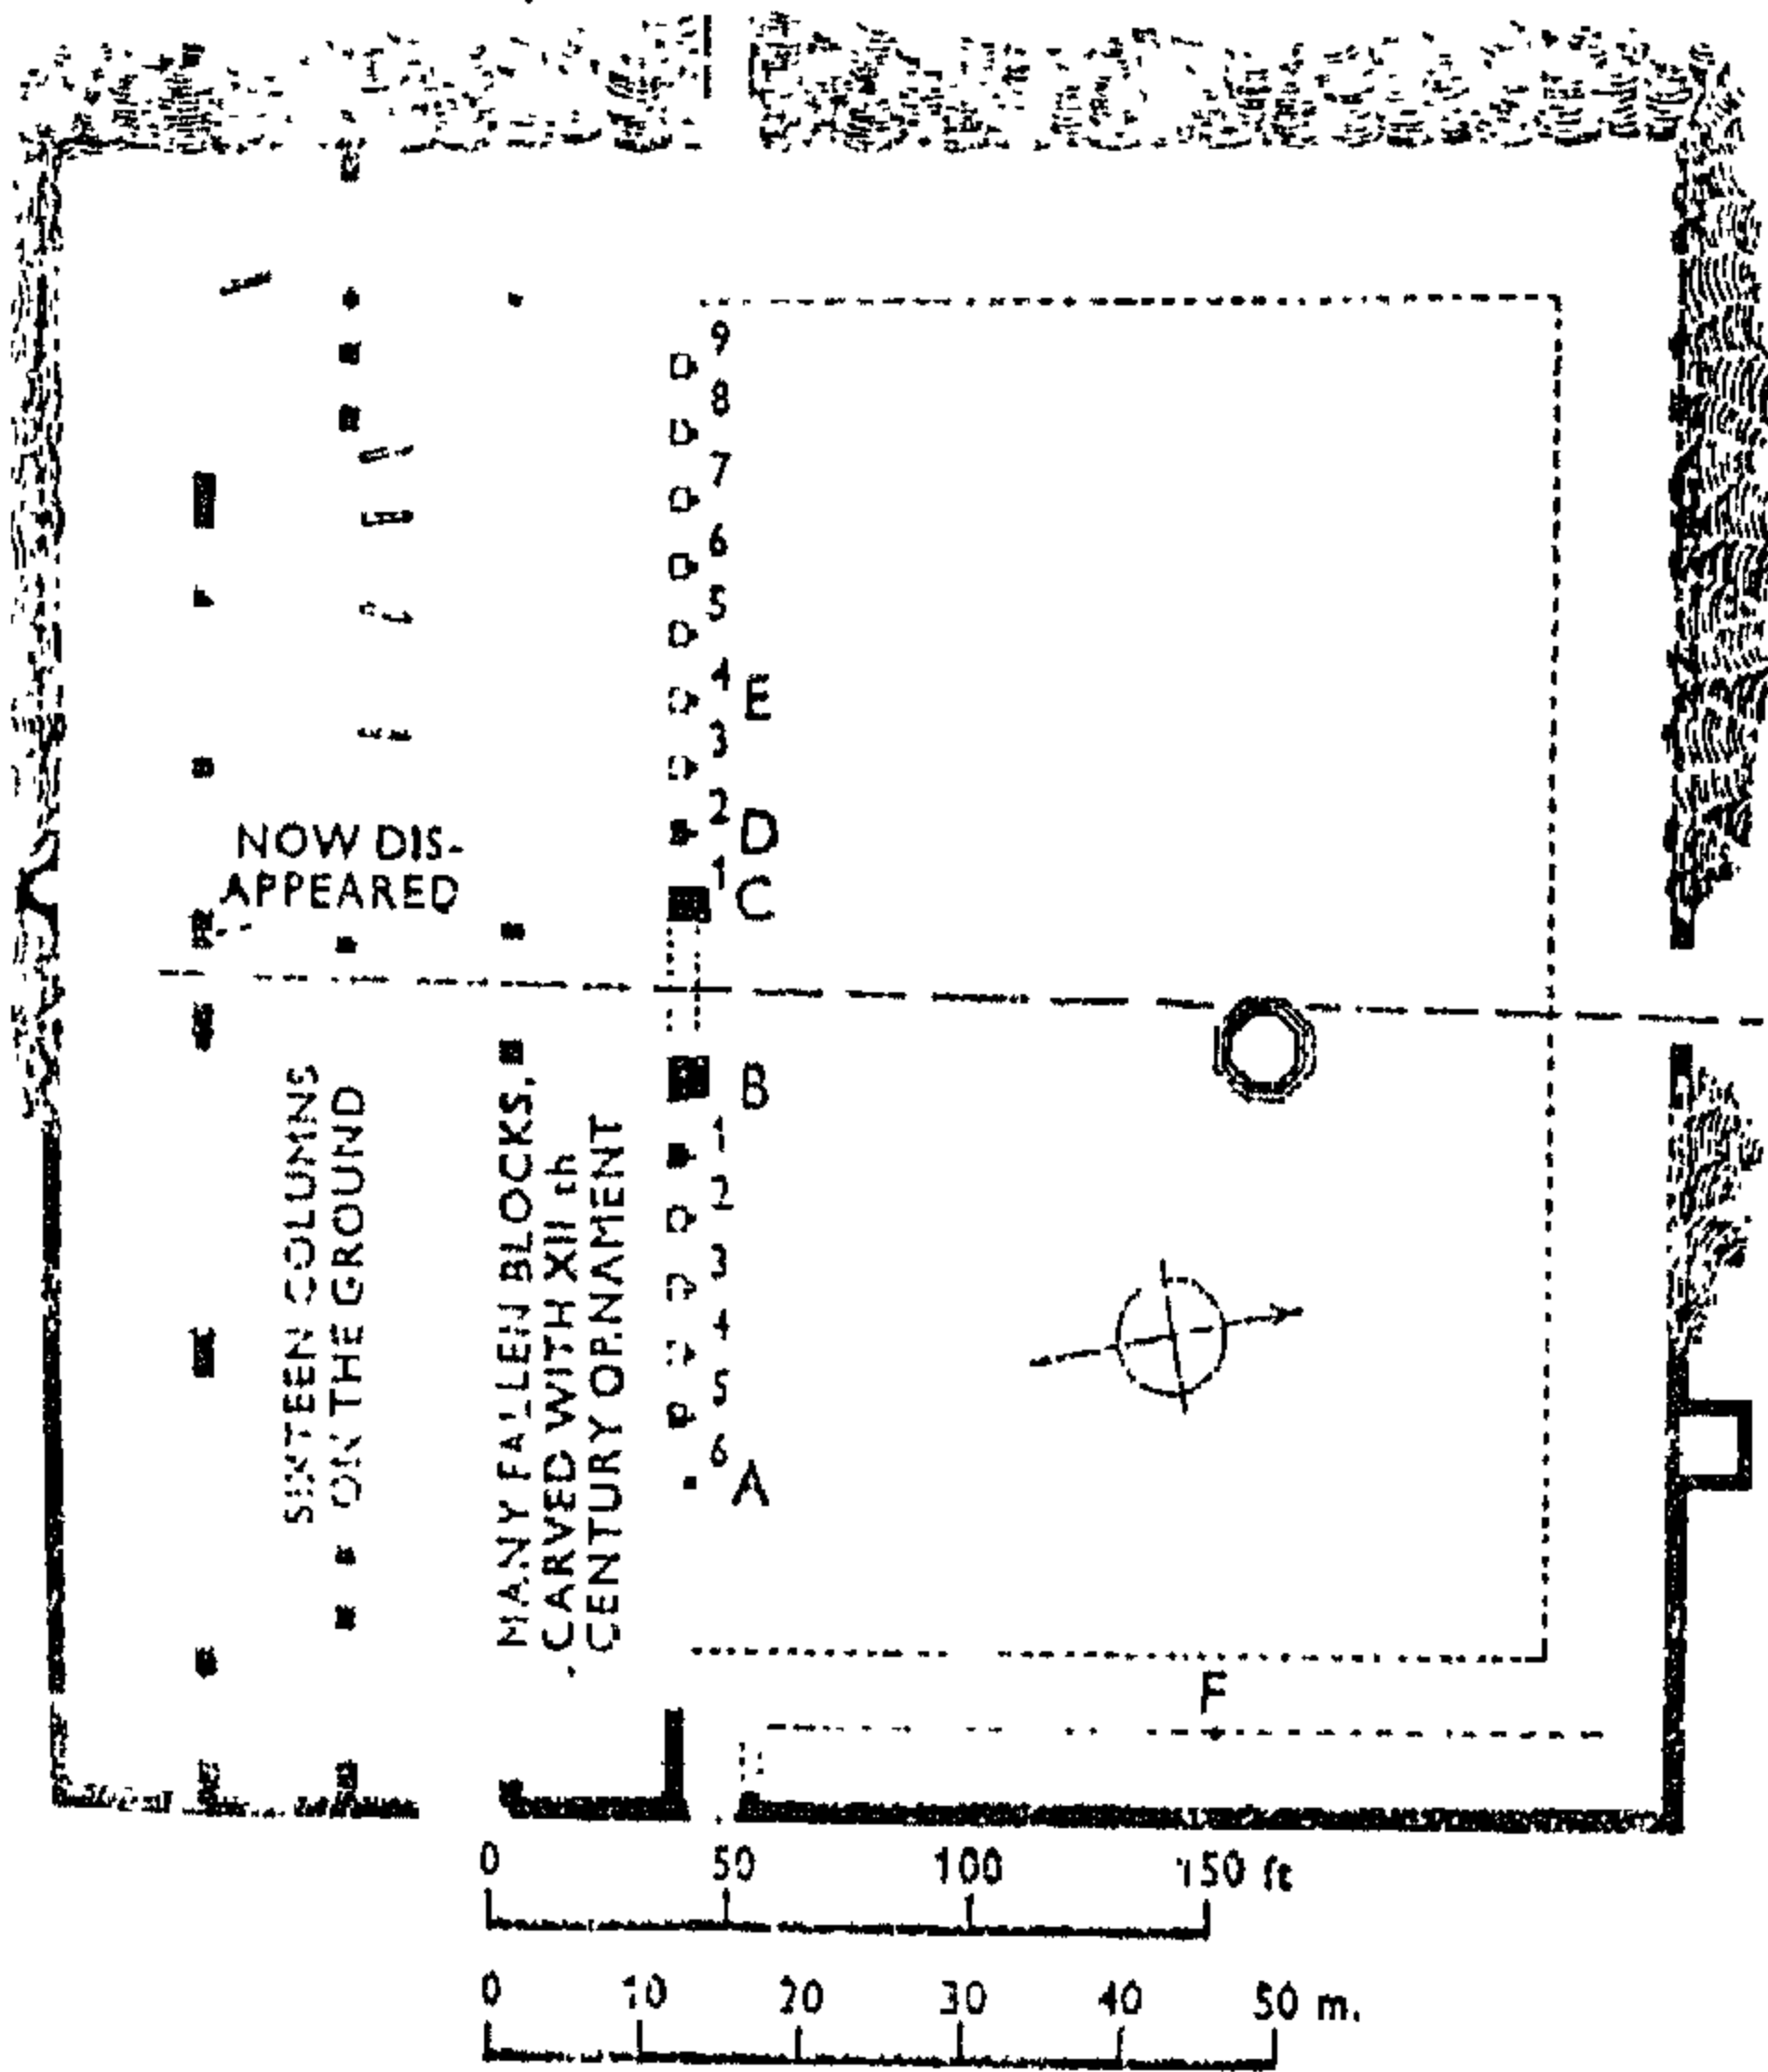 9
8
7
6
5
4 E
3
2 D
1 C
NOW DIS-
APPEARED
B
1
2
3
4
5
6 A
SIXTEEN COLUMNS
ON THE GROUND
MANY FALLEN BLOCKS,
CARVED WITH XII th
CENTURY ORNAMENT
F
0 50 100 150 ft
0 10 20 30 40 50 m.